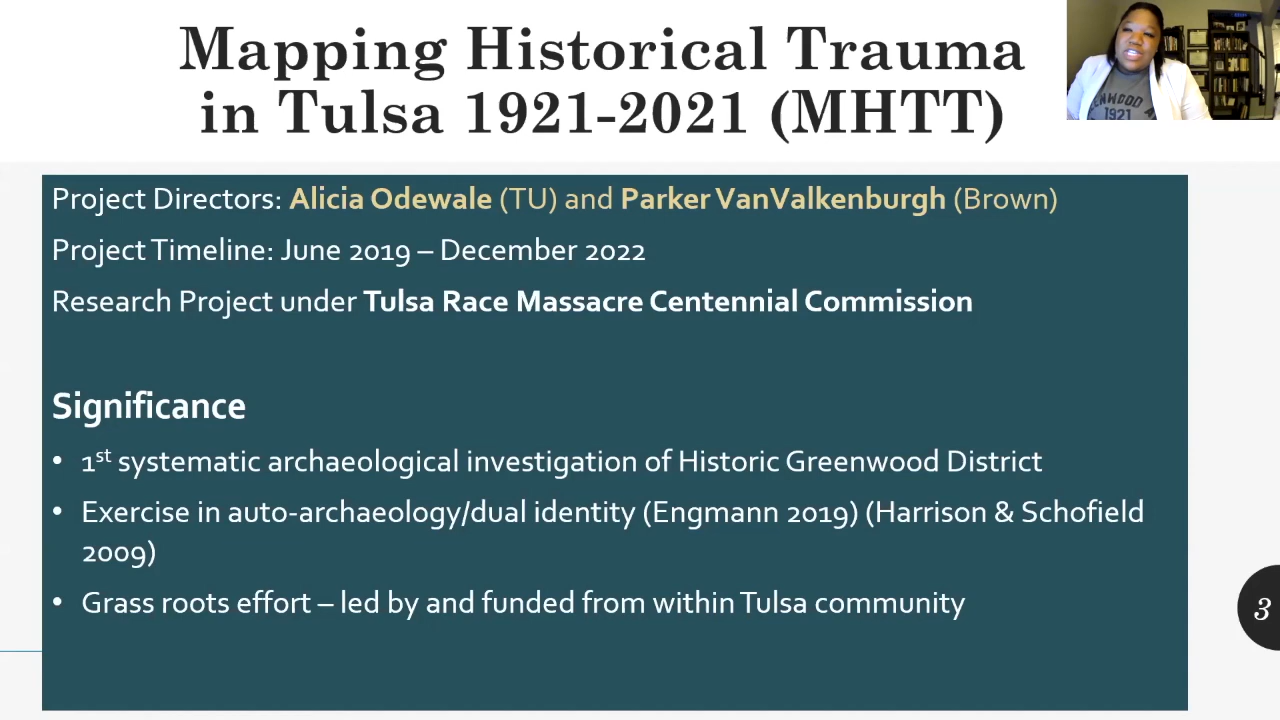 Mapping Historical Trauma
in Tulsa 1921-2021 (MHTT)
Project Directors: Alicia Odewale (TU) and Parker VanValkenburgh (Brown)
Project Timeline: June 2019 – December 2022
Research Project under Tulsa Race Massacre Centennial Commission
Significance
• 1st systematic archaeological investigation of Historic Greenwood District
• Exercise in auto-archaeology/dual identity (Engmann 2019) (Harrison & Schofield
2009)
• Grass roots effort – led by and funded from within Tulsa community
3
1921